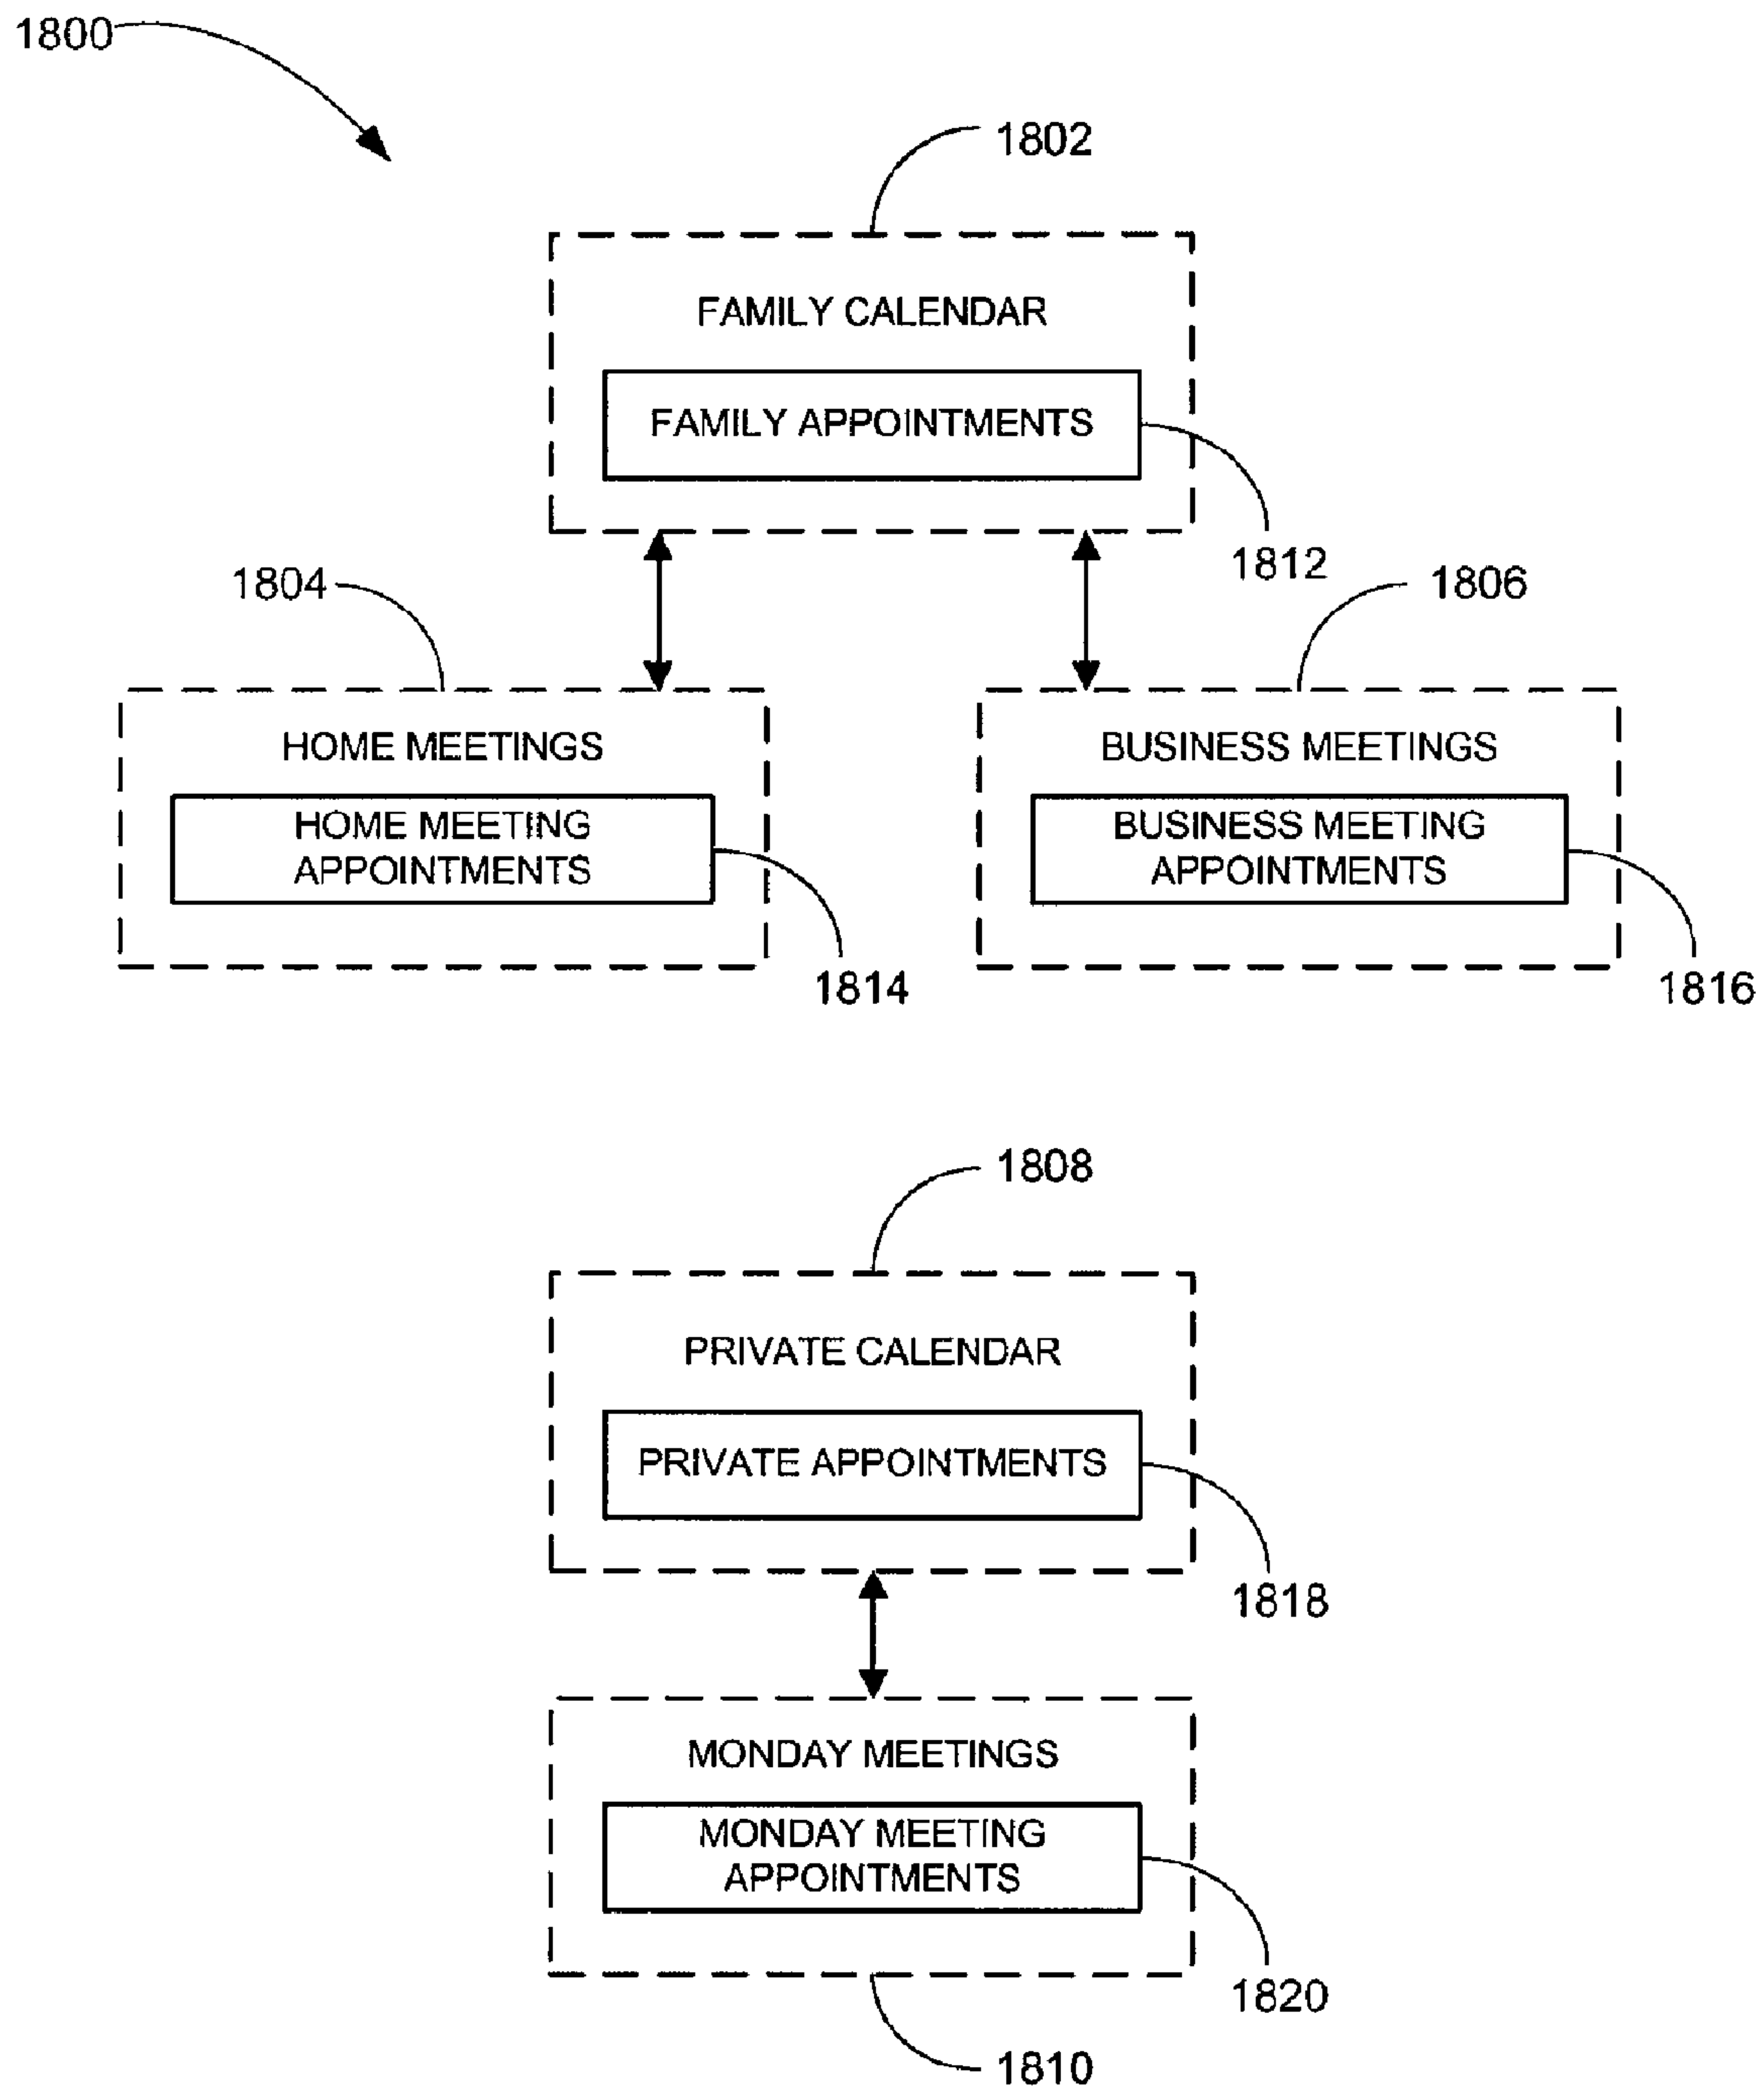 1800
1802
FAMILY CALENDAR
FAMILY APPOINTMENTS
1812
1804
1806
HOME MEETINGS
HOME MEETING
APPOINTMENTS
1814
BUSINESS MEETINGS
BUSINESS MEETING
APPOINTMENTS
1816
1808
PRIVATE CALENDAR
PRIVATE APPOINTMENTS
1818
MONDAY MEETINGS
MONDAY MEETING
APPOINTMENTS
1820
1810